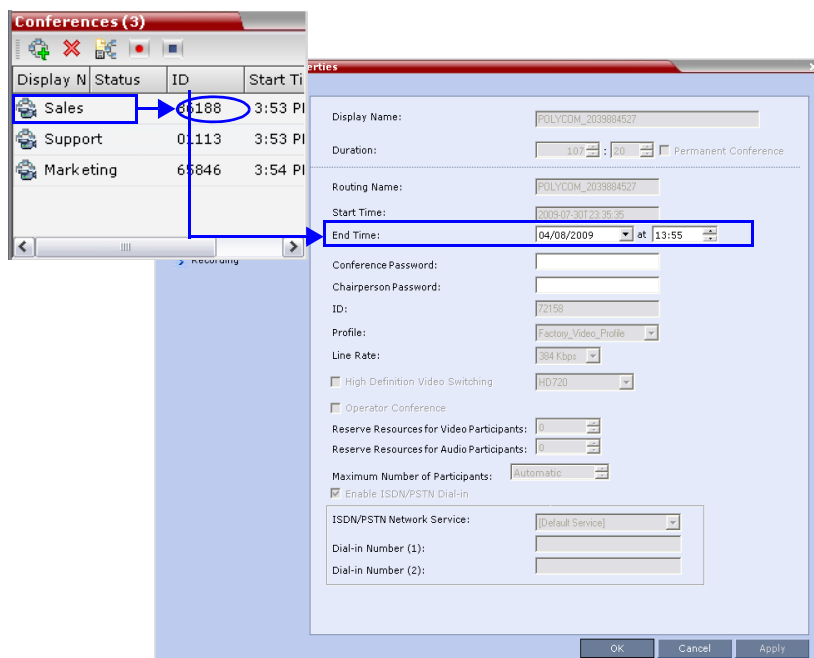 Conferences (3)
Display N Status ID Start Ti
Sales 86188 3:53 P
Support 01113 3:53 P
Marketing 65846 3:54 P
erties
Display Name: POLYCOM_2039884527
Duration: 107 : 20 Permanent Conference
Routing Name: POLYCOM_2039884527
Start Time: 2009-07-30T23:35:35
End Time: 04/08/2009 at 13:55
Recording
Conference Password:
Chairperson Password:
ID: 72158
Profile: Factory_Video_Profile
Line Rate: 384 Kbps
High Definition Video Switching HD720
Operator Conference
Reserve Resources for Video Participants: 0
Reserve Resources for Audio Participants: 0
Maximum Number of Participants: Automatic
Enable ISDN/PSTN Dial-in
ISDN/PSTN Network Service: [Default Service]
Dial-in Number (1):
Dial-in Number (2):
OK Cancel Apply